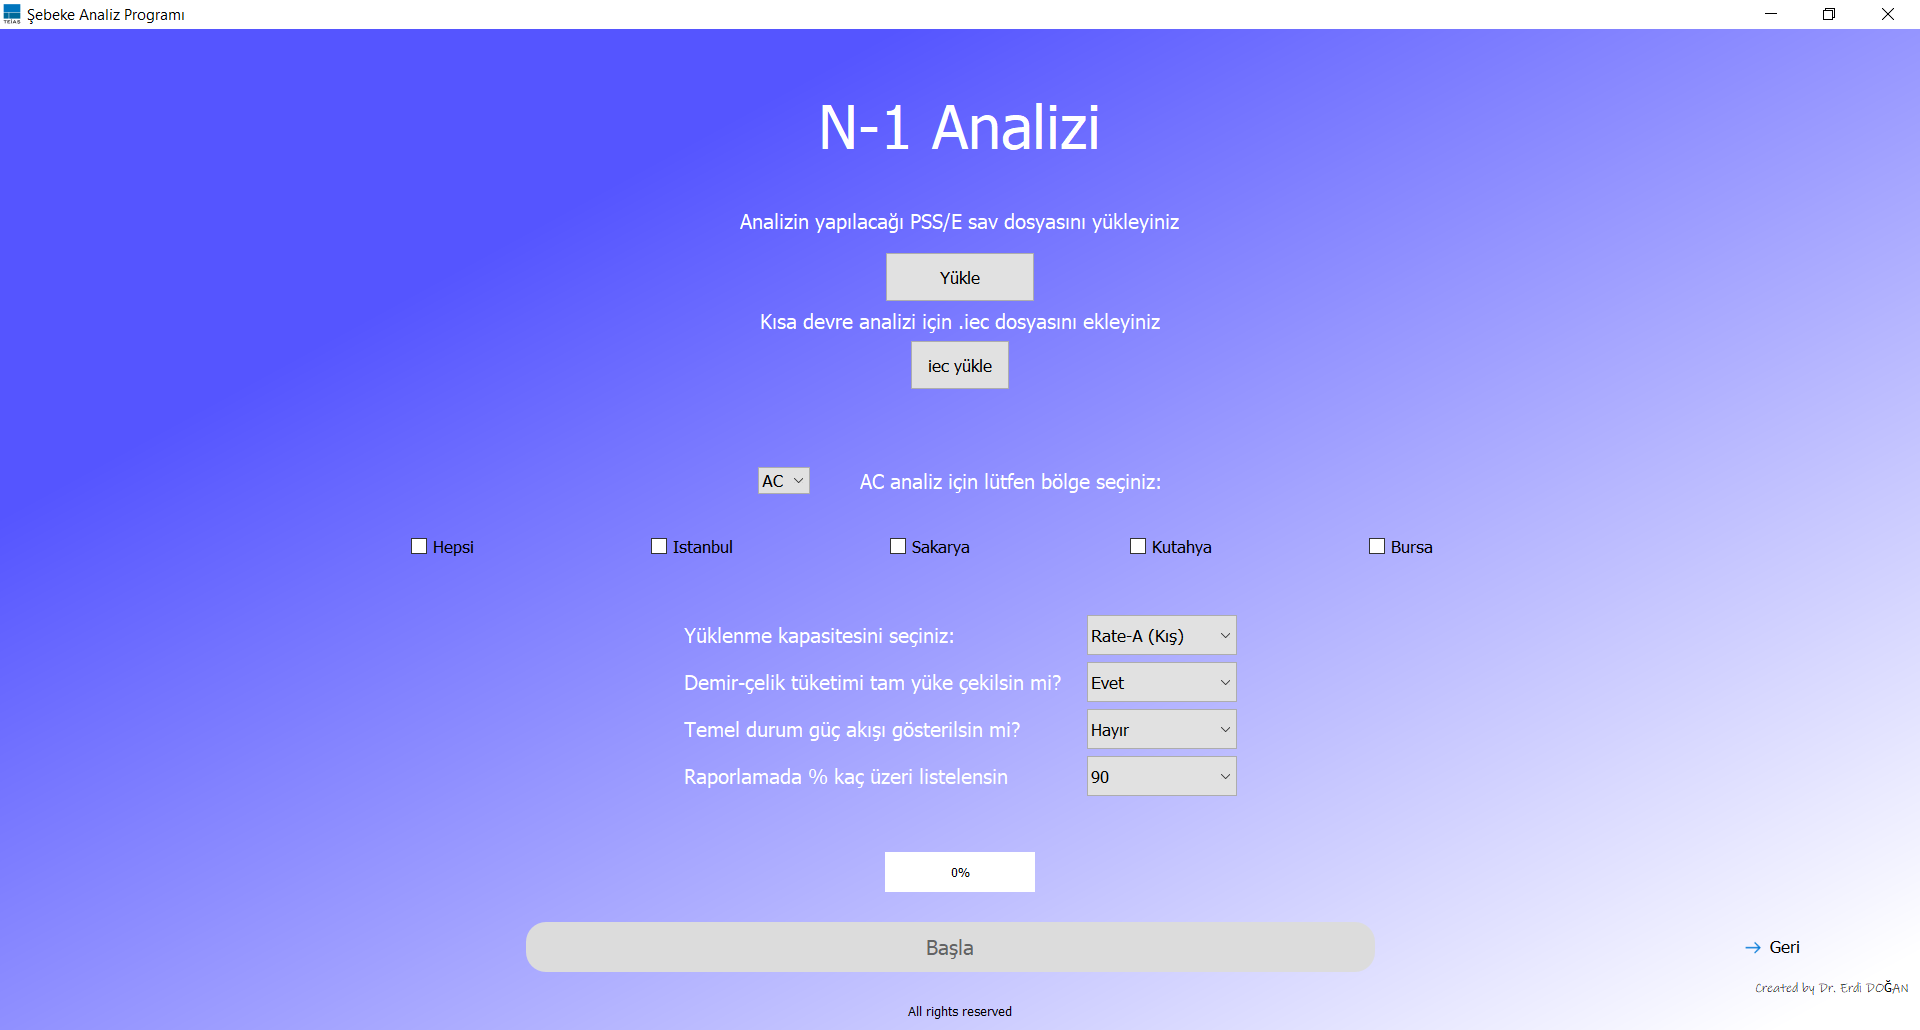 TEİAŞ
Şebeke Analiz Programı
N-1 Analizi
Analizin yapılacağı PSS/E sav dosyasını yükleyiniz
Yükle
Kısa devre analizi için .iec dosyasını ekleyiniz
iec yükle
AC AC analiz için lütfen bölge seçiniz:
Hepsi Istanbul Sakarya Kutahya Bursa
Yüklenme kapasitesini seçiniz: Rate-A (Kış)
Demir-çelik tüketimi tam yüke çekilsin mi? Evet
Temel durum güç akışı gösterilsin mi? Hayır
Raporlamada % kaç üzeri listelensin 90
0%
Başla
Geri
Created by Dr. Erdi DOĞAN
All rights reserved